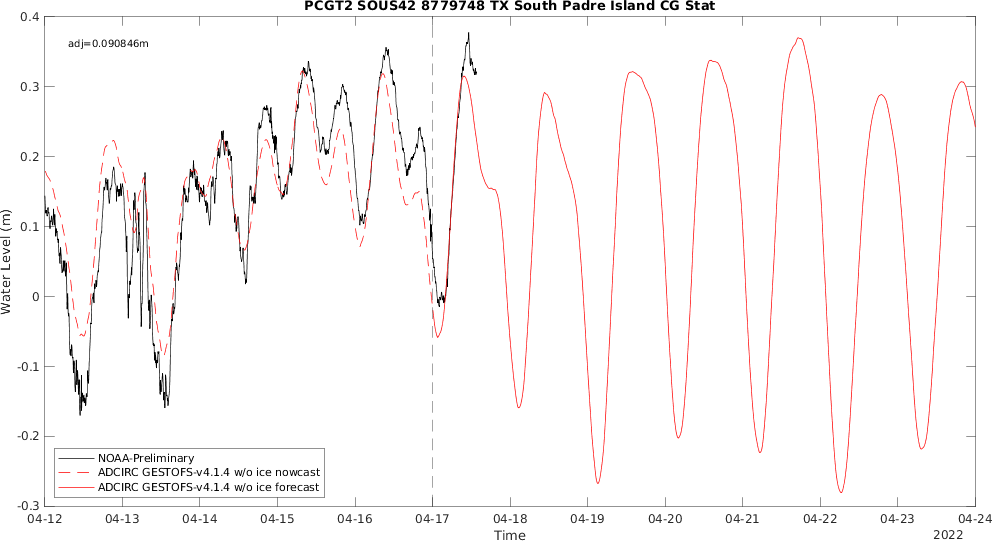 PCGT2 SOUS42 8779748 TX South Padre Island CG Stat
adj=0.090846m
Water Level (m)
0.4
0.3
0.2
0.1
0
-0.1
-0.2
-0.3
NOAA-Preliminary
ADCIRC GESTOFS-v4.1.4 w/o ice nowcast
ADCIRC GESTOFS-v4.1.4 w/o ice forecast
04-12 04-13 04-14 04-15 04-16 04-17 04-18 04-19 04-20 04-21 04-22 04-23 04-24
Time
2022